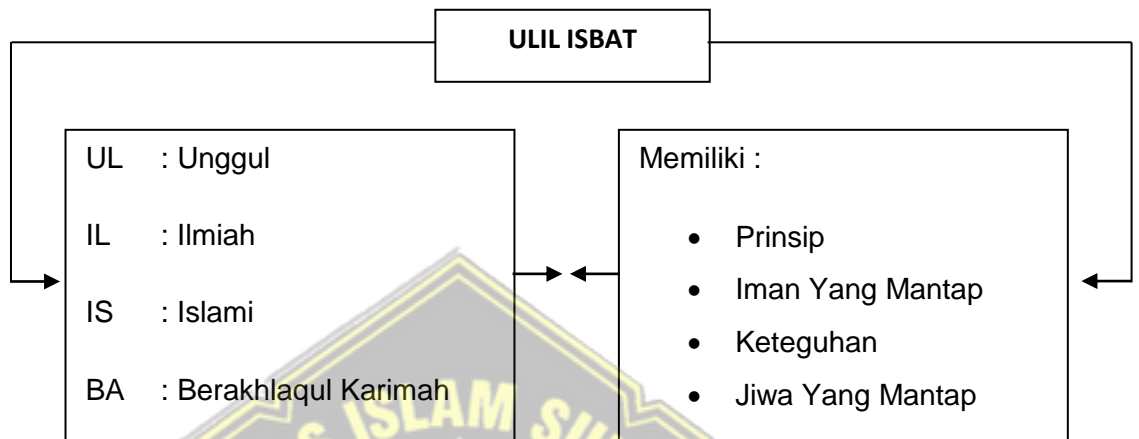 ULIL ISBAT
UL : Unggul
IL : Ilmiah
IS : Islami
BA : Berakhlaqul Karimah
Memiliki :
• Prinsip
• Iman Yang Mantap
• Keteguhan
• Jiwa Yang Mantap
ISLAM